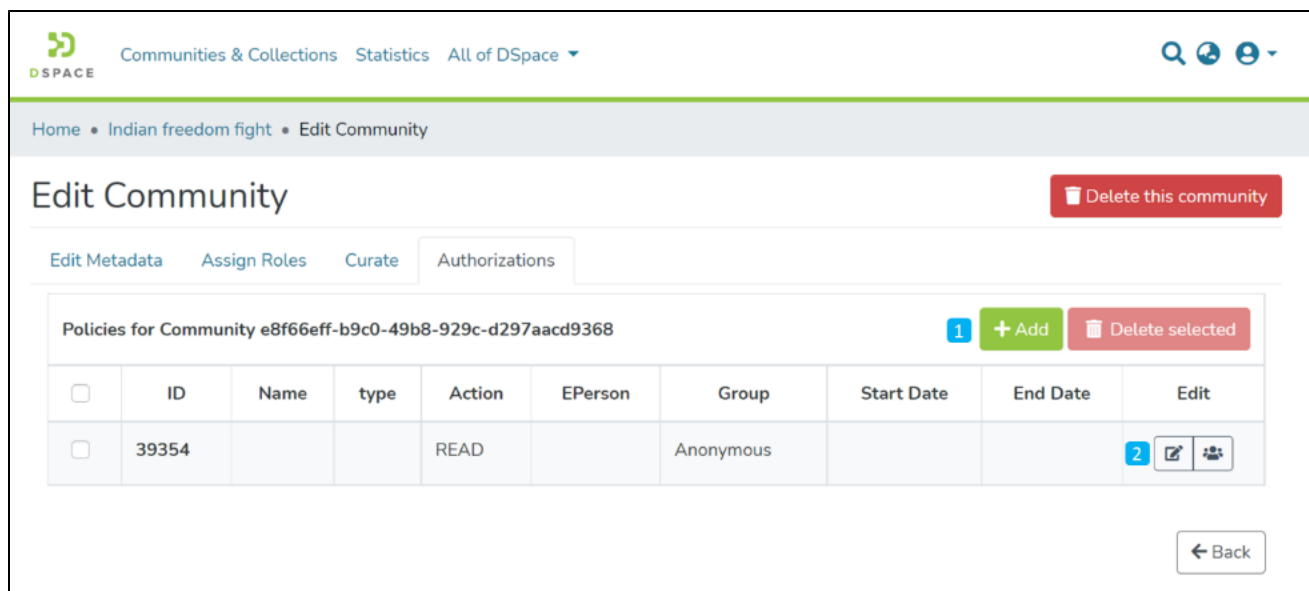 DSPACE
Communities & Collections Statistics All of DSpace
Home • Indian freedom fight • Edit Community
Edit Community
Delete this community
Edit Metadata Assign Roles Curate Authorizations
Policies for Community e8f66eff-b9c0-49b8-929c-d297aacd9368 1 + Add Delete selected
ID Name type Action EPerson Group Start Date End Date Edit
39354 READ Anonymous 2
Back